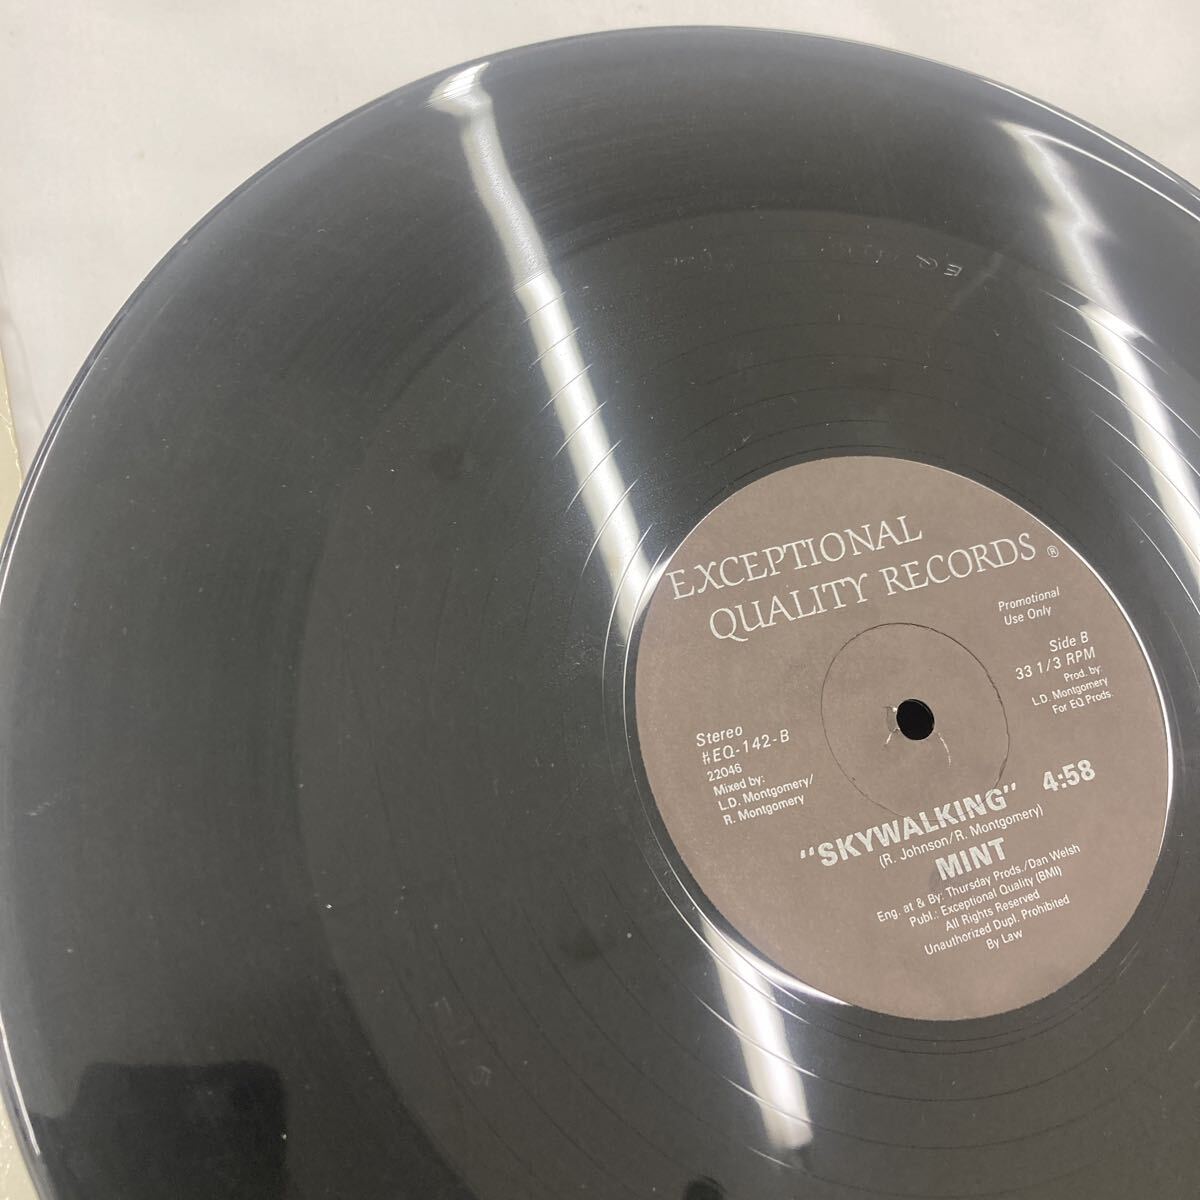 EXCEPTIONAL
QUALITY RECORDS ®
Promotional
Use Only
Side B
33 1/3 RPM
Prod. by:
L.D. Montgomery
For EQ Prods.
Stereo
#EQ-142-B
22046
Mixed by:
L.D. Montgomery/
R. Montgomery
"SKYWALKING" 4:58
(R. Johnson/R. Montgomery)
MINT
Eng. at & By: Thursday Prods./Dan Welsh
Publ.: Exceptional Quality (BMI)
All Rights Reserved
Unauthorized Dupl. Prohibited
By Law
EQ